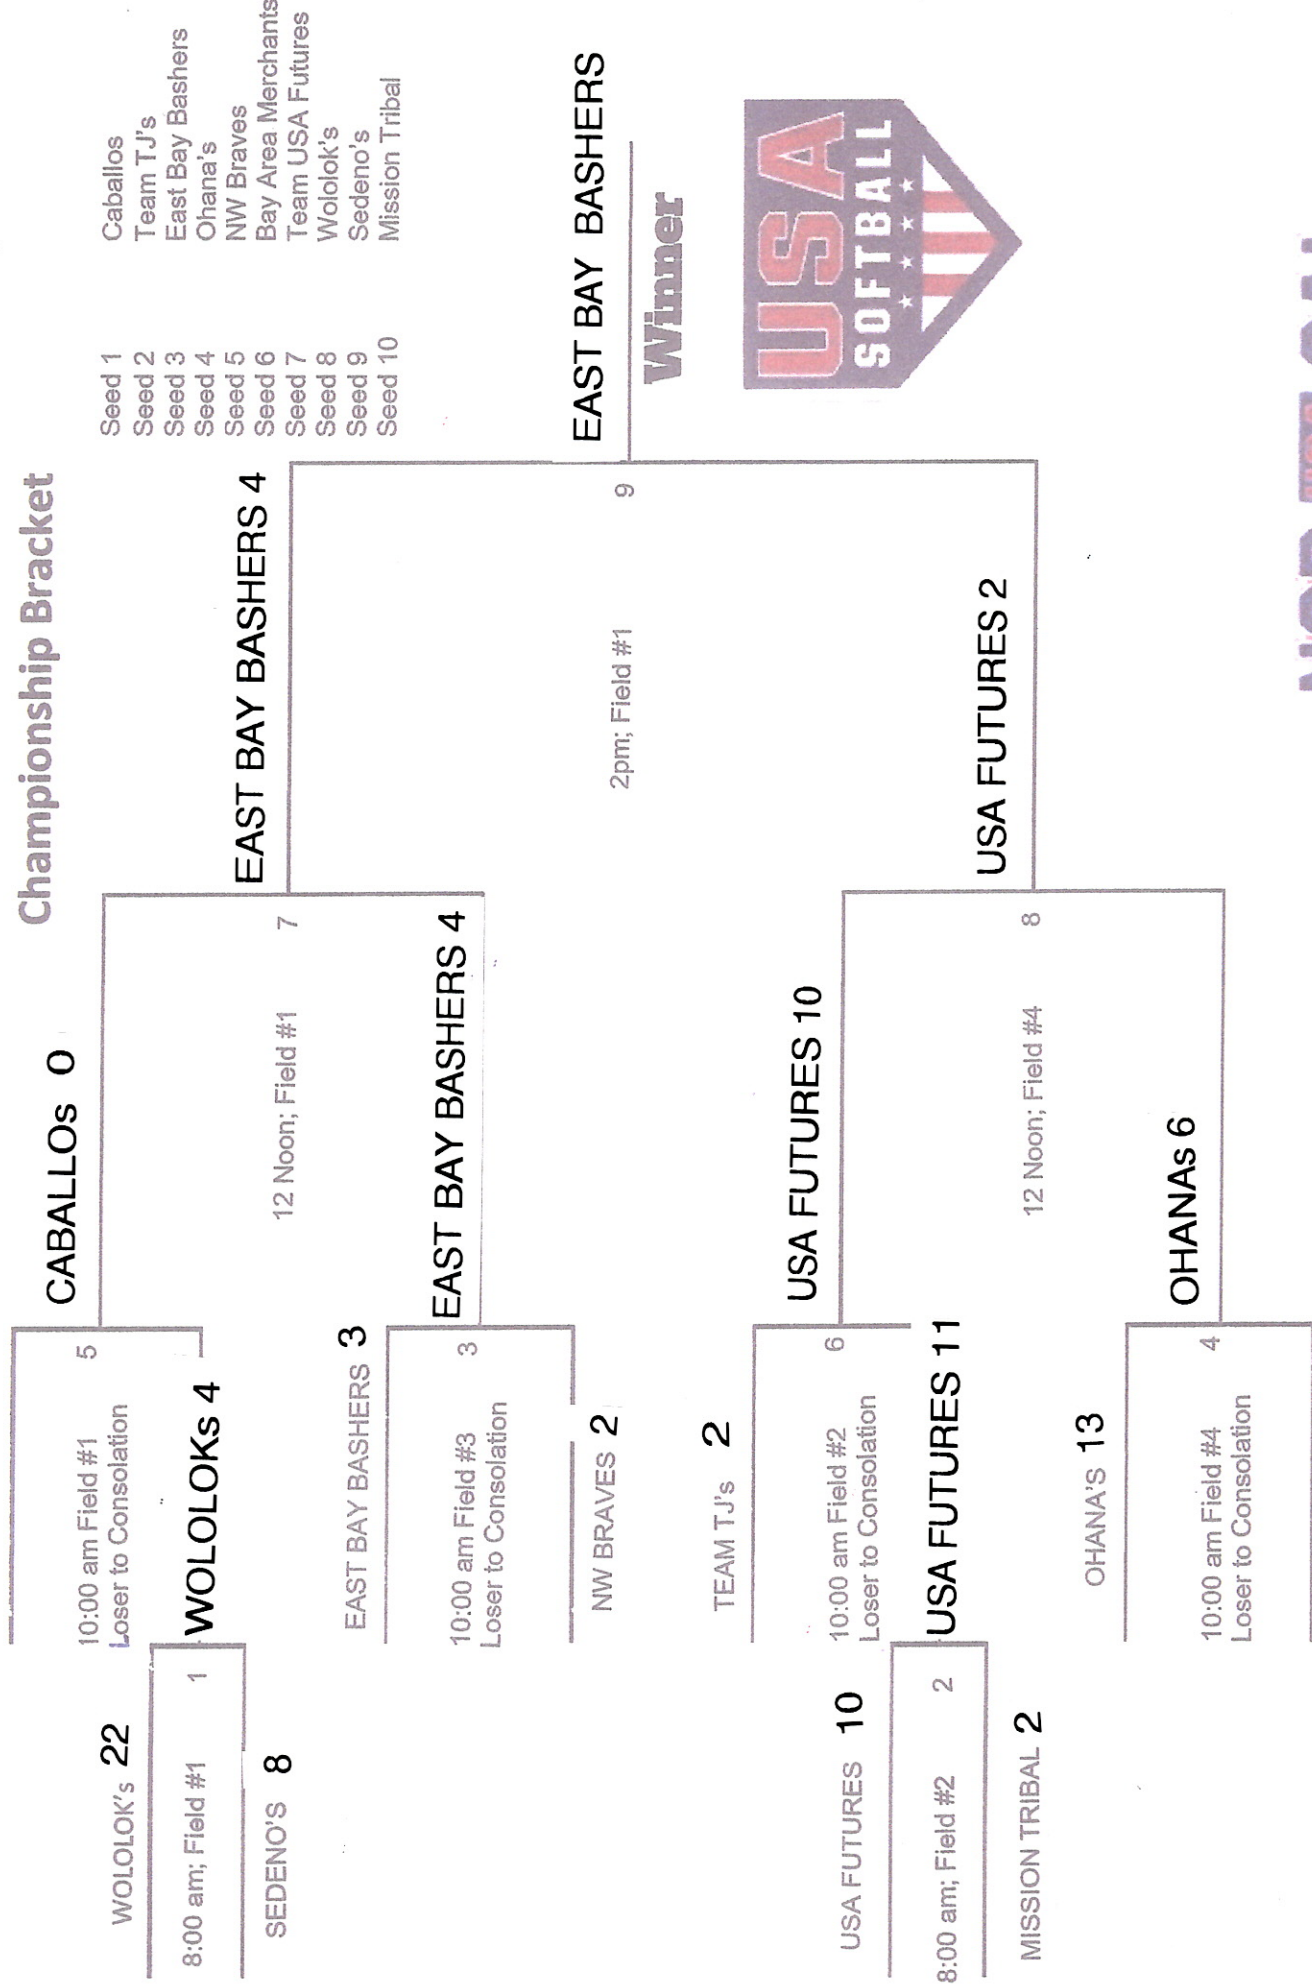 Championship Bracket
Seed 1 Caballos
Seed 2 Team TJ's
Seed 3 East Bay Bashers
Seed 4 Ohana's
Seed 5 NW Braves
Seed 6 Bay Area Merchants
Seed 7 Team USA Futures
Seed 8 Wololok's
Seed 9 Sedeno's
Seed 10 Mission Tribal
CABALLOs 0
10:00 am Field #1 5
Loser to Consolation
WOLOLOK's 22
8:00 am; Field #1 1
WOLOLOKs 4
SEDENO'S 8
EAST BAY BASHERS 4
12 Noon; Field #1 7
EAST BAY BASHERS 3
EAST BAY BASHERS 4
10:00 am Field #3 3
Loser to Consolation
NW BRAVES 2
EAST BAY BASHERS
Winner
2pm; Field #1 9
USA
SOFTBALL
TEAM TJ's 2
USA FUTURES 10
10:00 am Field #2 6
Loser to Consolation
USA FUTURES 10
8:00 am; Field #2 2
USA FUTURES 11
MISSION TRIBAL 2
USA FUTURES 2
12 Noon; Field #4 8
OHANA'S 13
OHANAs 6
10:00 am Field #4 4
Loser to Consolation